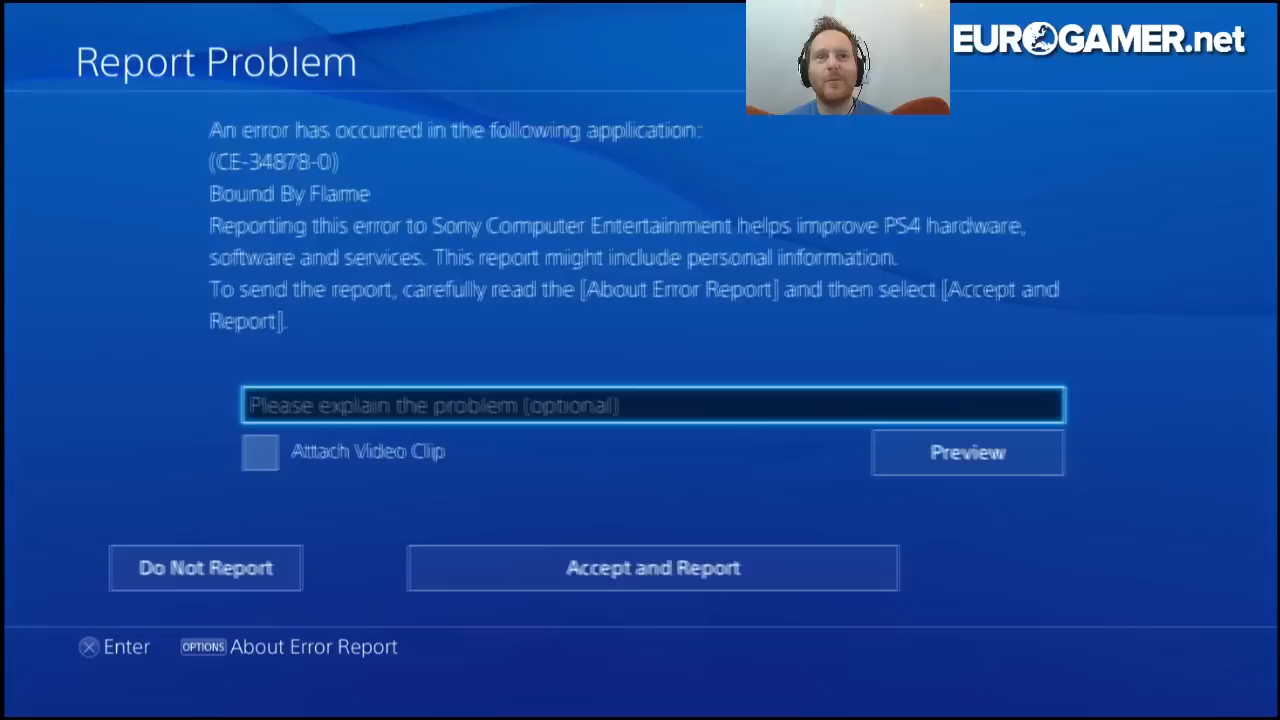 EUROGAMER.net
Report Problem
An error has occurred in the following application:
(CE-34878-0)
Bound By Flame
Reporting this error to Sony Computer Entertainment helps improve PS4 hardware,
software and services. This report might include personal information.
To send the report, carefully read the [About Error Report] and then select [Accept and
Report].
Please explain the problem (optional)
Attach Video Clip
Preview
Do Not Report
Accept and Report
Enter
OPTIONS About Error Report